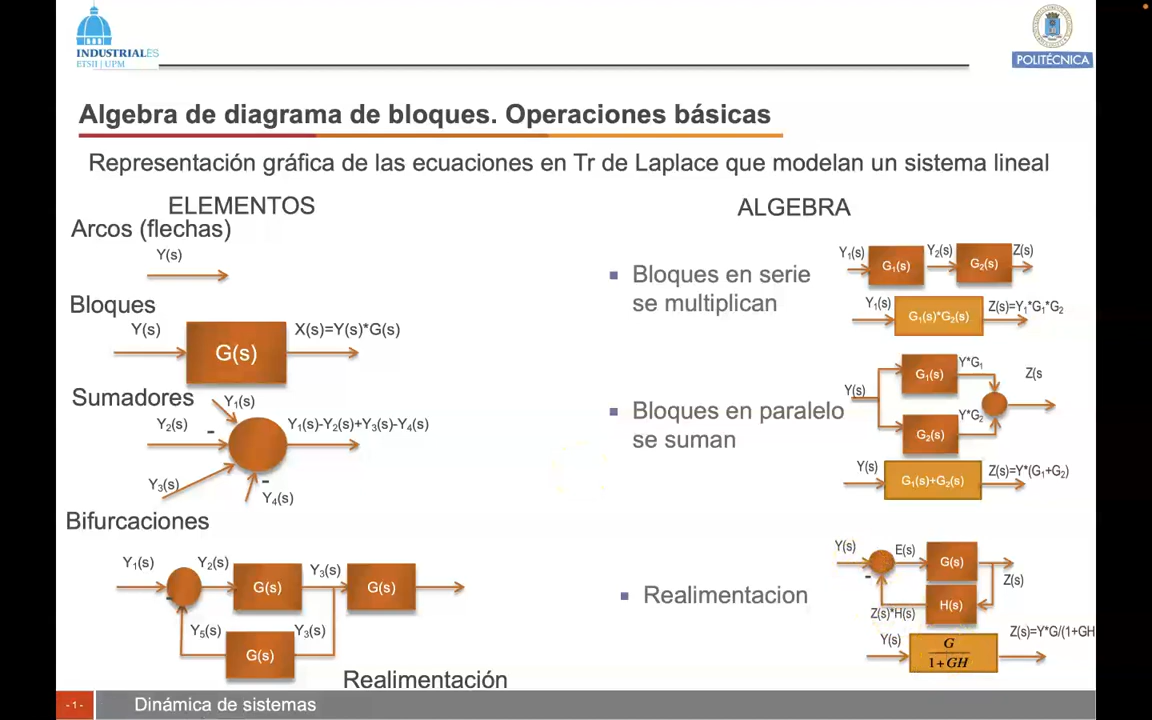 INDUSTRIALES
ETSII | UPM
POLITÉCNICA
Algebra de diagrama de bloques. Operaciones básicas
Representación gráfica de las ecuaciones en Tr de Laplace que modelan un sistema lineal
ELEMENTOS
Arcos (flechas)
Y(s)
Bloques
Y(s)
G(s)
X(s)=Y(s)*G(s)
Sumadores
Y₁(s)
Y₂(s)
-
Y₁(s)-Y₂(s)+Y₃(s)-Y₄(s)
Y₃(s)
-
Y₄(s)
Bifurcaciones
Y₁(s)
Y₂(s)
G(s)
Y₃(s)
G(s)
-
Y₅(s)
Y₃(s)
G(s)
Realimentación
ALGEBRA
Bloques en serie
se multiplican
Y₁(s)
G₁(s)
Y₂(s)
G₂(s)
Z(s)
Y₁(s)
G₁(s)*G₂(s)
Z(s)=Y₁*G₁*G₂
Bloques en paralelo
se suman
Y(s)
G₁(s)
Y*G₁
Z(s
G₂(s)
Y*G₂
Y(s)
G₁(s)+G₂(s)
Z(s)=Y*(G₁+G₂)
Realimentacion
Y(s)
-
E(s)
G(s)
Z(s)
H(s)
Z(s)*H(s)
Y(s)
G
1+GH
Z(s)=Y*G/(1+GH
- 1 -
Dinámica de sistemas